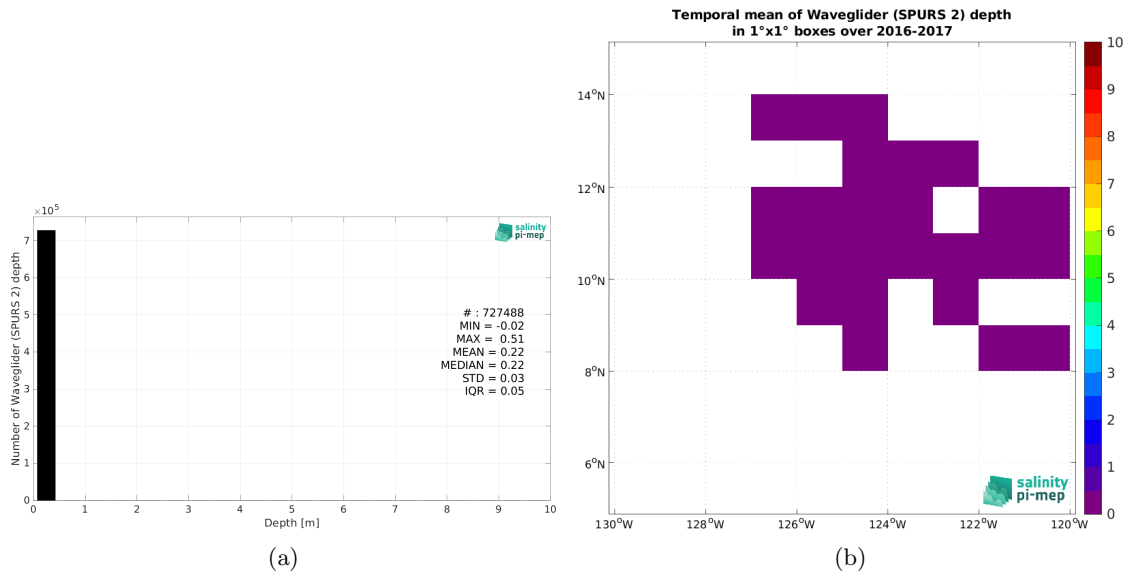 ×10⁵
7
6
5
4
3
2
1
0
Number of Waveglider (SPURS 2) depth
salinity
pi-mep
# : 727488
MIN = -0.02
MAX = 0.51
MEAN = 0.22
MEDIAN = 0.22
STD = 0.03
IQR = 0.05
0 1 2 3 4 5 6 7 8 9 10
Depth [m]
(a)
Temporal mean of Waveglider (SPURS 2) depth
in 1°x1° boxes over 2016-2017
14°N
12°N
10°N
8°N
6°N
130°W 128°W 126°W 124°W 122°W 120°W
salinity
pi-mep
10
9
8
7
6
5
4
3
2
1
0
(b)